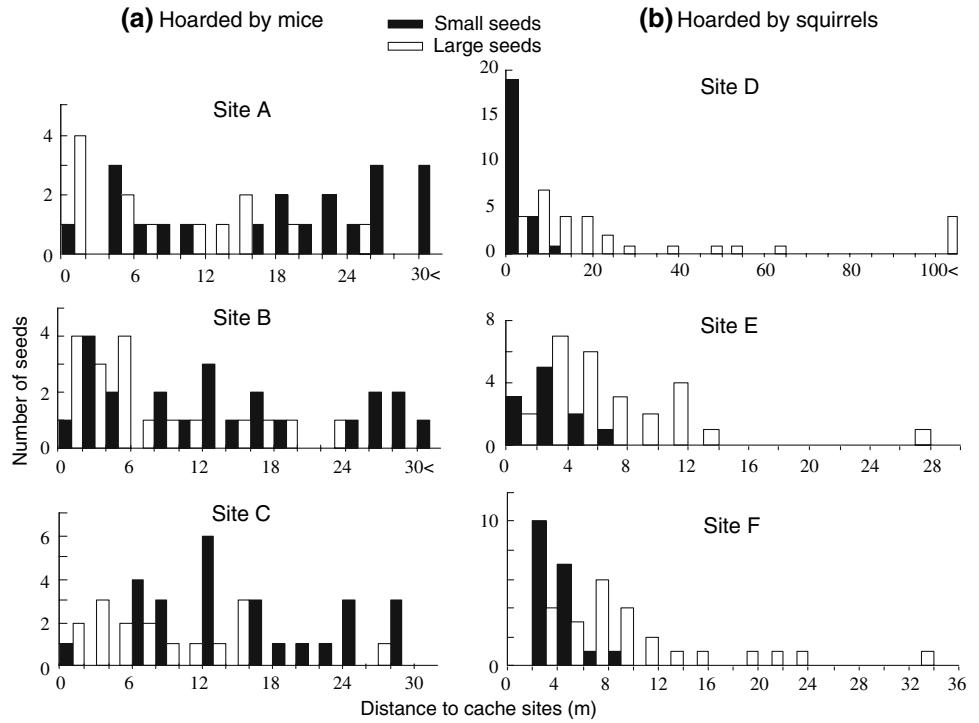 (a) Hoarded by mice
Small seeds
Large seeds
(b) Hoarded by squirrels
Number of seeds
Site A
4
2
0
0 6 12 18 24 30<
Site B
4
2
0
0 6 12 18 24 30<
Site C
6
4
2
0
0 6 12 18 24 30
Site D
20
15
10
5
0
0 20 40 60 80 100<
Site E
8
4
0
0 4 8 12 16 20 24 28
Site F
10
0
0 4 8 12 16 20 24 28 32 36
Distance to cache sites (m)